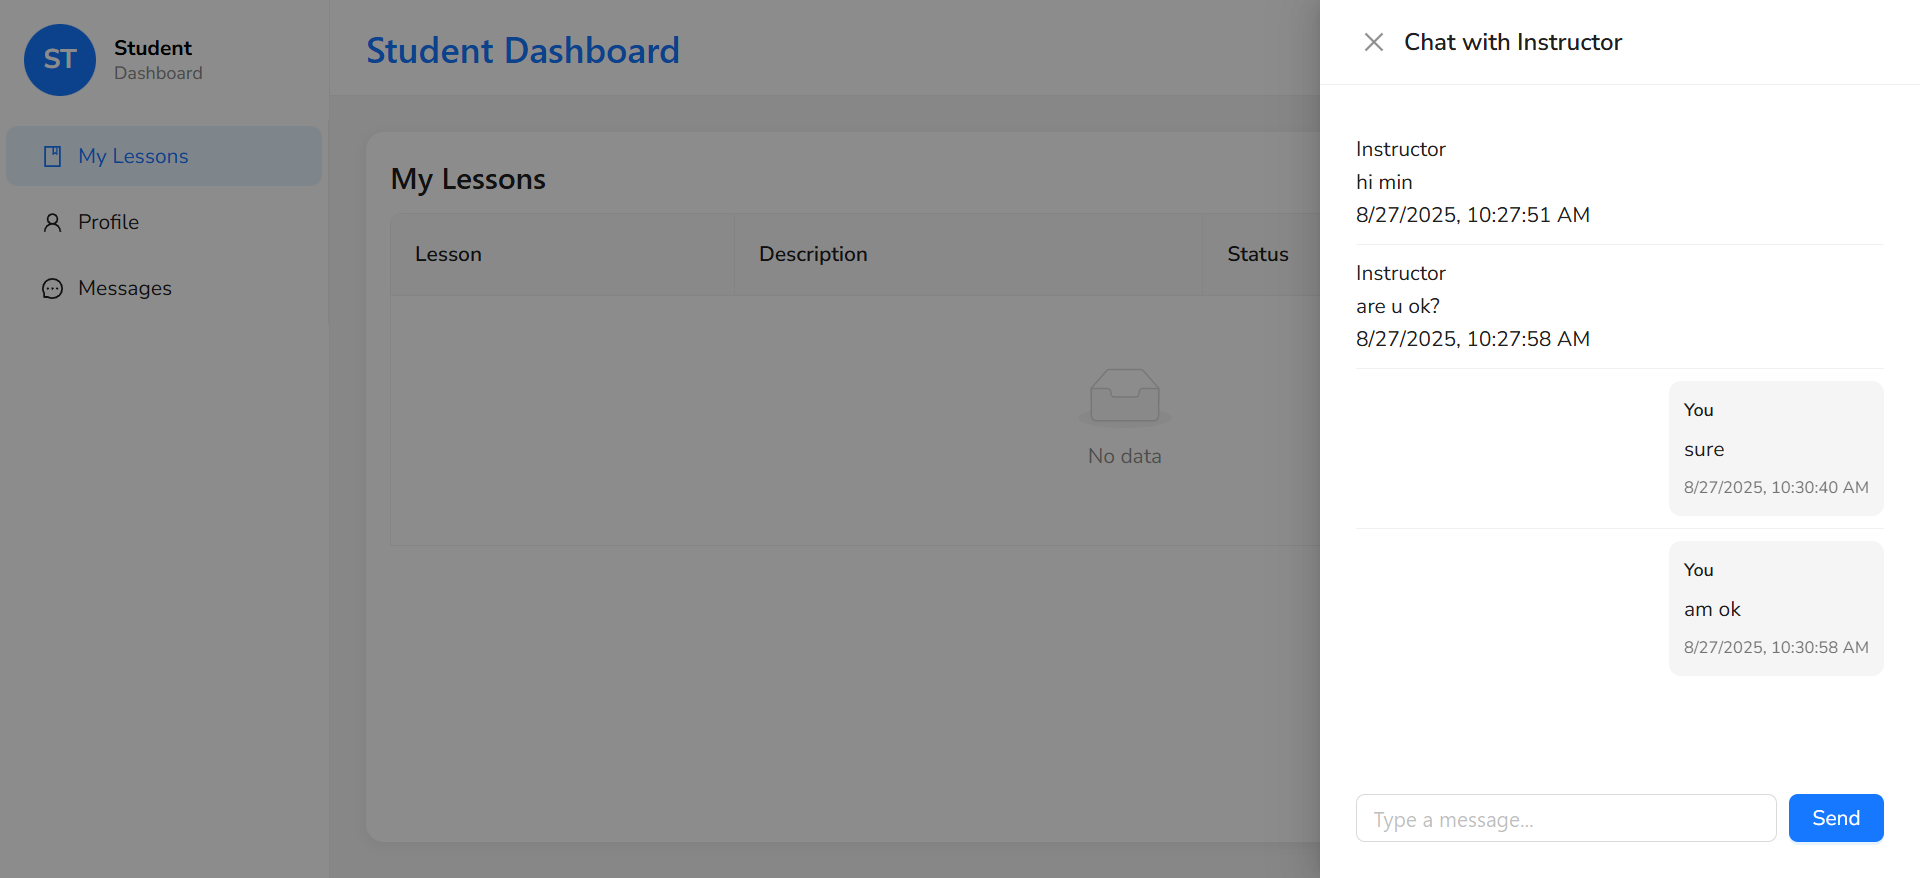 ST
Student
Dashboard
My Lessons
Profile
Messages
Student Dashboard
My Lessons
Lesson Description Status
No data
Chat with Instructor
Instructor
hi min
8/27/2025, 10:27:51 AM
Instructor
are u ok?
8/27/2025, 10:27:58 AM
You
sure
8/27/2025, 10:30:40 AM
You
am ok
8/27/2025, 10:30:58 AM
Type a message...
Send